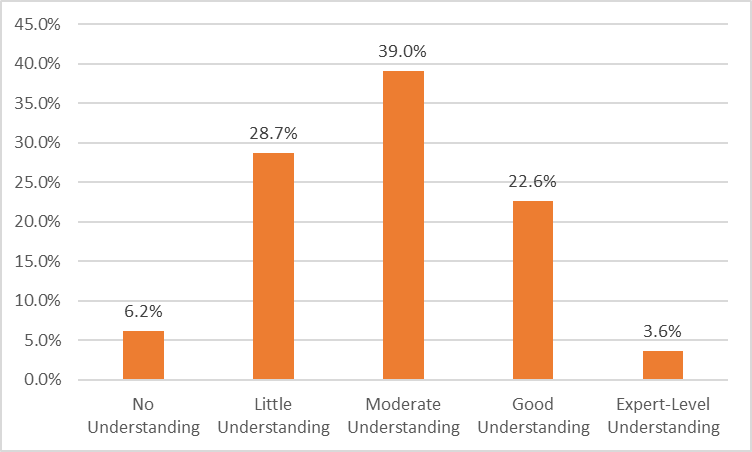 45.0%
40.0%
35.0%
30.0%
25.0%
20.0%
15.0%
10.0%
5.0%
0.0%
6.2%
28.7%
39.0%
22.6%
3.6%
No
Understanding
Little
Understanding
Moderate
Understanding
Good
Understanding
Expert-Level
Understanding